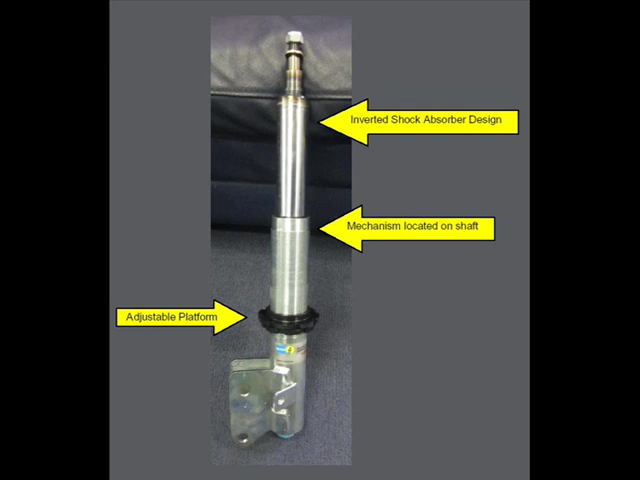 Inverted Shock Absorber Design
Mechanism located on shaft
Adjustable Platform